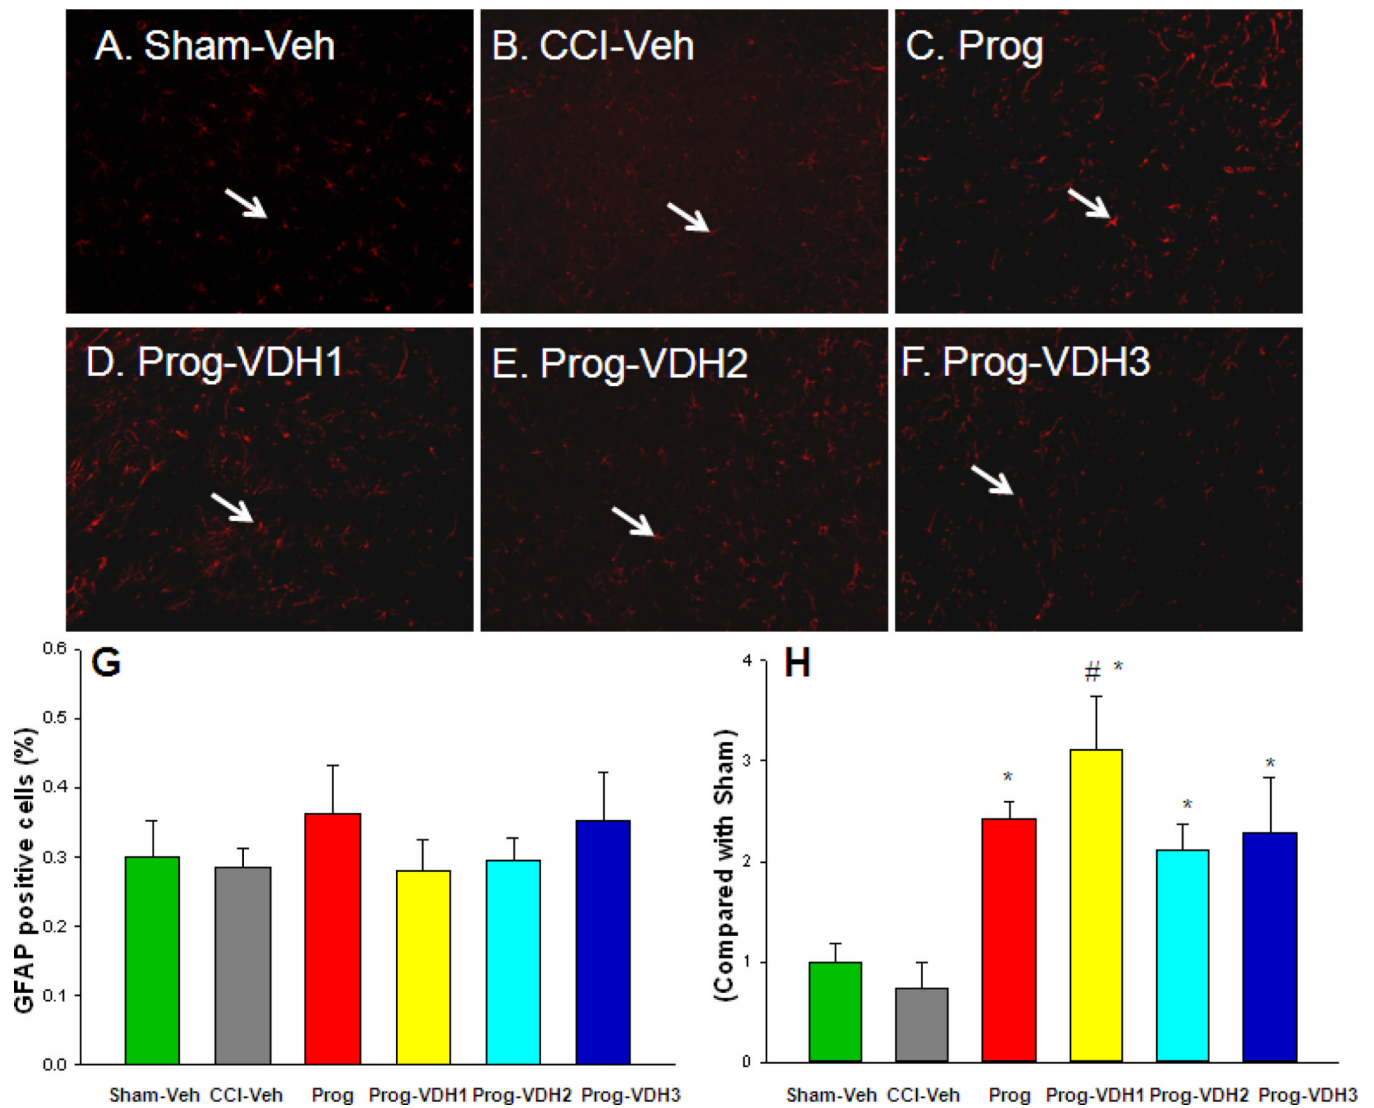 A. Sham-Veh
B. CCI-Veh
C. Prog
D. Prog-VDH1
E. Prog-VDH2
F. Prog-VDH3
G
GFAP positive cells (%)
0.6
0.5
0.4
0.3
0.2
0.1
0.0
Sham-Veh CCI-Veh Prog Prog-VDH1 Prog-VDH2 Prog-VDH3
H
(Compared with Sham)
4
3
2
1
0
*
# *
*
*
Sham-Veh CCI-Veh Prog Prog-VDH1 Prog-VDH2 Prog-VDH3